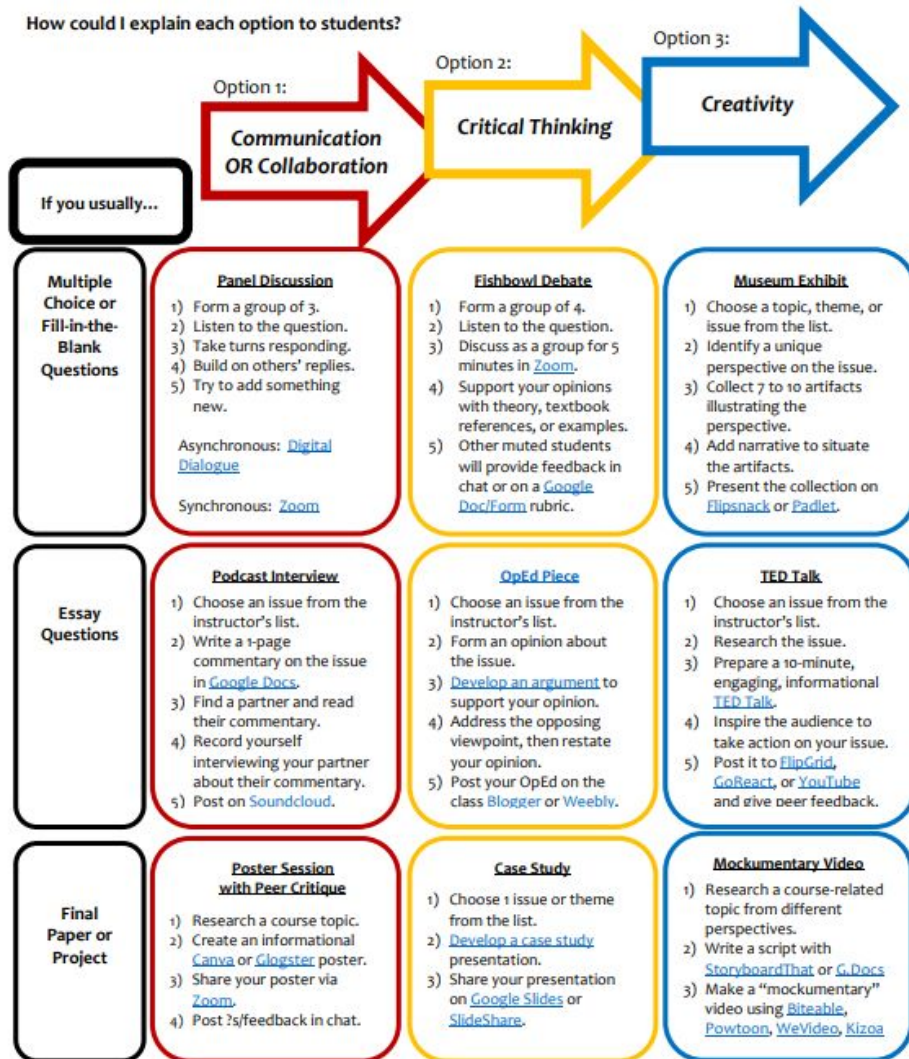 How could I explain each option to students?
Option 1:
Communication
OR Collaboration
Option 2:
Critical Thinking
Option 3:
Creativity
If you usually...
Multiple
Choice or
Fill-in-the-
Blank
Questions
Panel Discussion
1) Form a group of 3.
2) Listen to the question.
3) Take turns responding.
4) Build on others' replies.
5) Try to add something
new.
Asynchronous: Digital
Dialogue
Synchronous: Zoom
Fishbowl Debate
1) Form a group of 4.
2) Listen to the question.
3) Discuss as a group for 5
minutes in Zoom.
4) Support your opinions
with theory, textbook
references, or examples.
5) Other muted students
will provide feedback in
chat or on a Google
Doc/Form rubric.
Museum Exhibit
1) Choose a topic, theme, or
issue from the list.
2) Identify a unique
perspective on the issue.
3) Collect 7 to 10 artifacts
illustrating the
perspective.
4) Add narrative to situate
the artifacts.
5) Present the collection on
Flipsnack or Padlet.
Essay
Questions
Podcast Interview
1) Choose an issue from the
instructor's list.
2) Write a 1-page
commentary on the issue
in Google Docs.
3) Find a partner and read
their commentary.
4) Record yourself
interviewing your partner
about their commentary.
5) Post on Soundcloud.
OpEd Piece
1) Choose an issue from the
instructor's list.
2) Form an opinion about
the issue.
3) Develop an argument to
support your opinion.
4) Address the opposing
viewpoint, then restate
your opinion.
5) Post your OpEd on the
class Blogger or Weebly.
TED Talk
1) Choose an issue from the
instructor's list.
2) Research the issue.
3) Prepare a 10-minute,
engaging, informational
TED Talk.
4) Inspire the audience to
take action on your issue.
5) Post it to FlipGrid,
GoReact, or YouTube
and give peer feedback.
Final
Paper or
Project
Poster Session
with Peer Critique
1) Research a course topic.
2) Create an informational
Canva or Glogster poster.
3) Share your poster via
Zoom.
4) Post ?s/feedback in chat.
Case Study
1) Choose 1 issue or theme
from the list.
2) Develop a case study
presentation.
3) Share your presentation
on Google Slides or
SlideShare.
Mockumentary Video
1) Research a course-related
topic from different
perspectives.
2) Write a script with
StoryboardThat or G.Docs
3) Make a "mockumentary"
video using Biteable,
Powtoon, WeVideo, Kizoa